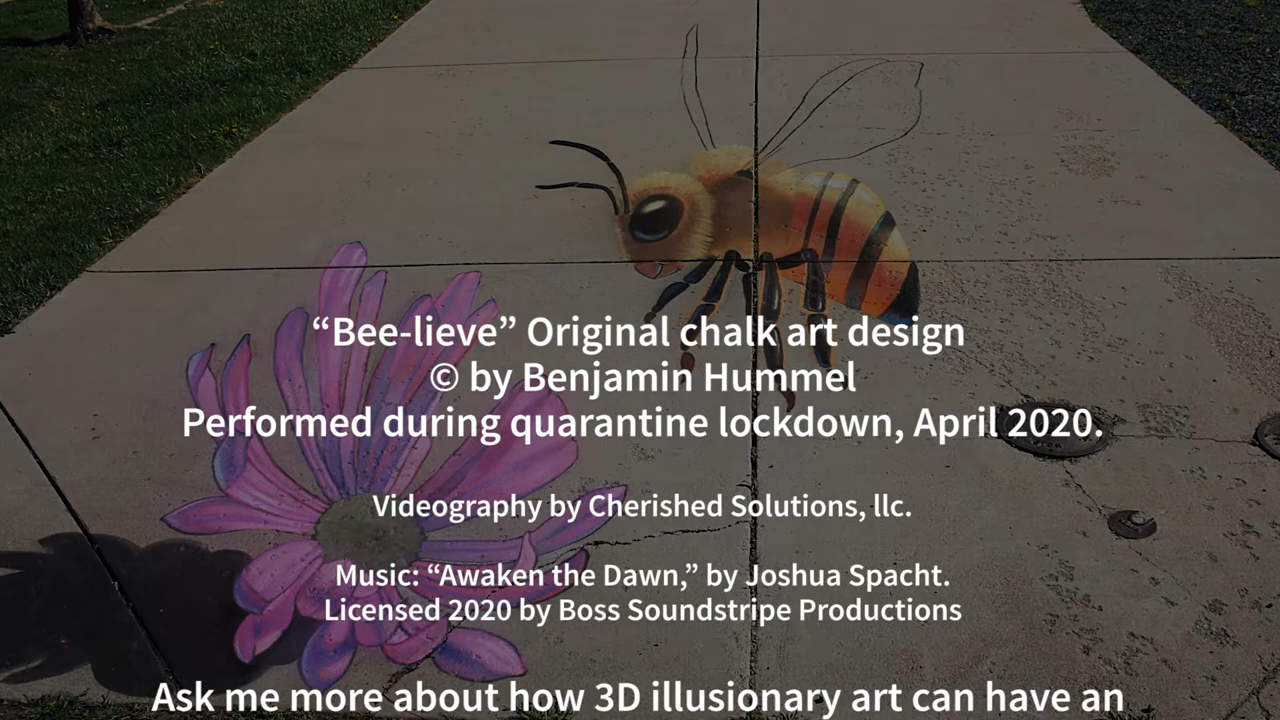 “Bee-lieve” Original chalk art design
© by Benjamin Hummel
Performed during quarantine lockdown, April 2020.
Videography by Cherished Solutions, llc.
Music: “Awaken the Dawn,” by Joshua Spacht.
Licensed 2020 by Boss Soundstripe Productions
Ask me more about how 3D illusionary art can have an